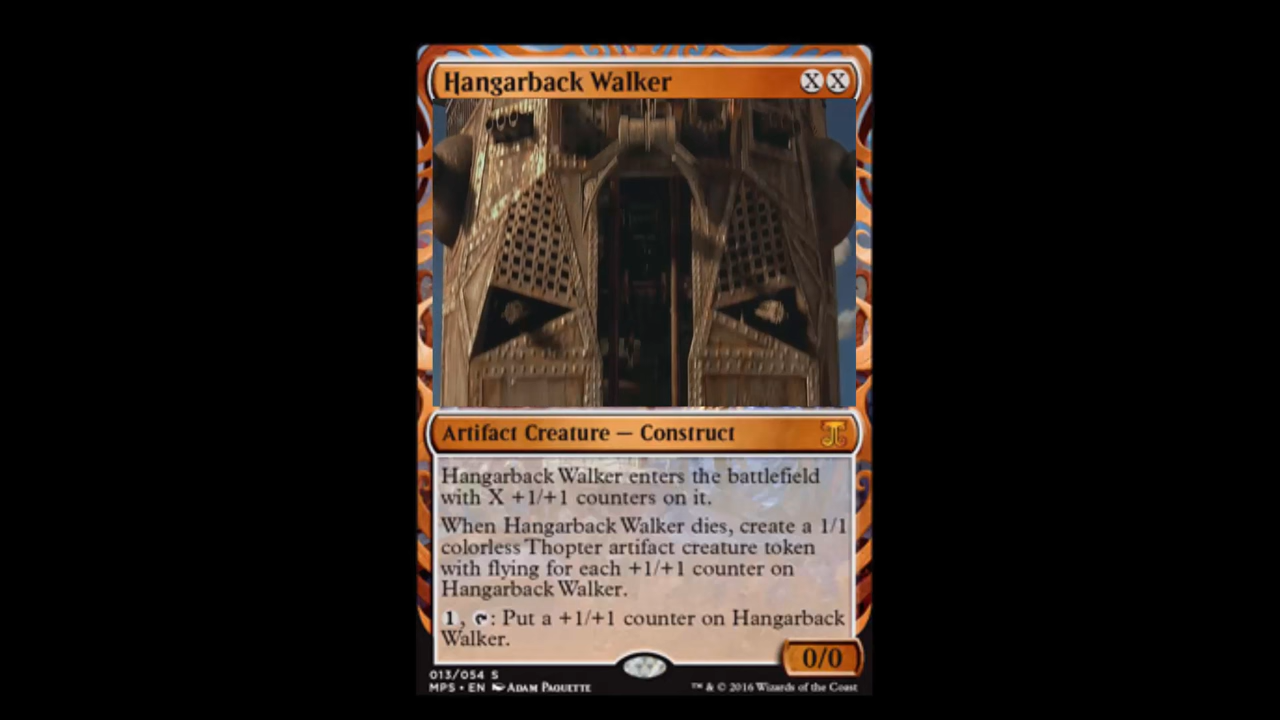 Hangarback Walker XX
Artifact Creature — Construct
Hangarback Walker enters the battlefield
with X +1/+1 counters on it.
When Hangarback Walker dies, create a 1/1
colorless Thopter artifact creature token
with flying for each +1/+1 counter on
Hangarback Walker.
1, : Put a +1/+1 counter on Hangarback
Walker.
0/0
013/054 S
MPS • EN Adam Paquette
™ & © 2016 Wizards of the Coast